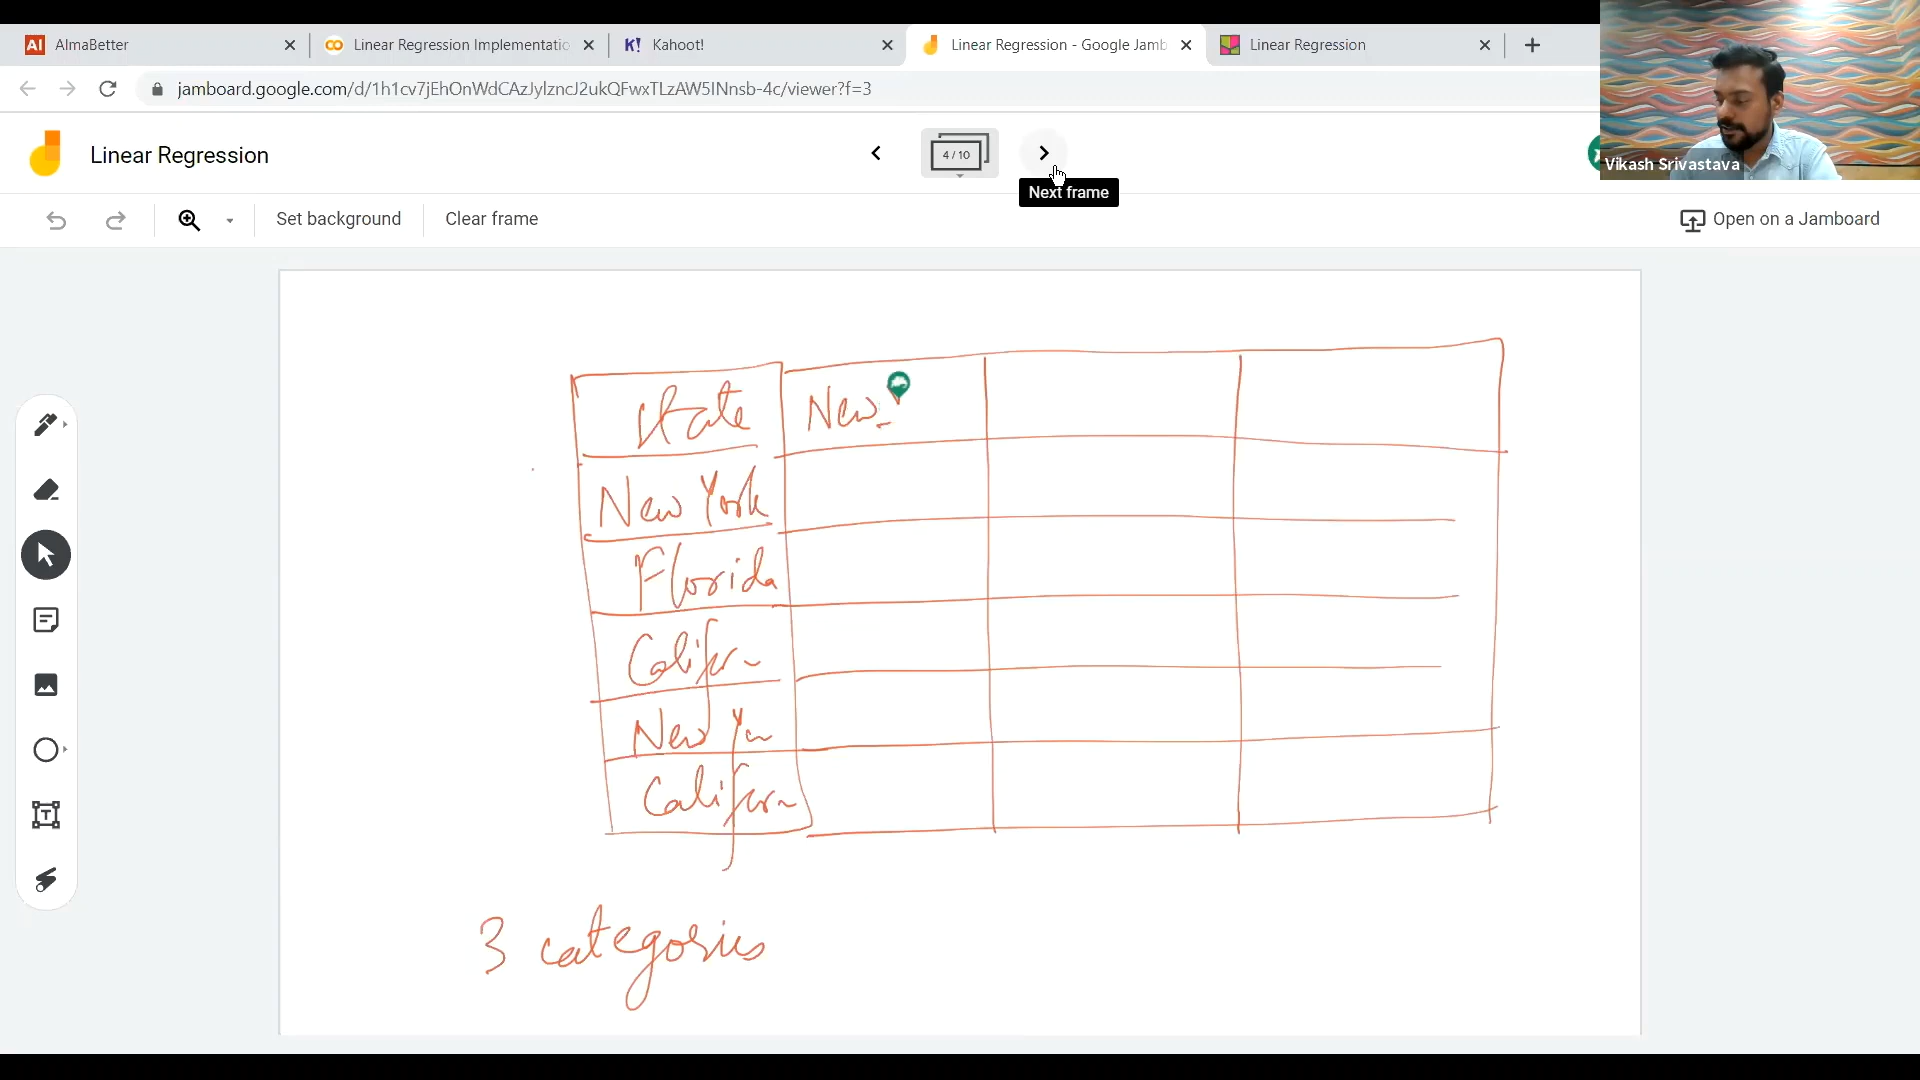 AlmaBetter
Linear Regression Implementatio
K! Kahoot!
Linear Regression - Google Jamb
Linear Regression
jamboard.google.com/d/1h1cv7jEhOnWdCAzJylzncJ2ukQFwxTLzAW5INnsb-4c/viewer?f=3
Vikash Srivastava
Linear Regression
4 / 10
Next frame
Set background
Clear frame
Open on a Jamboard
State New Y
New York
Florida
Califor
New Yo
Califor
3 categories